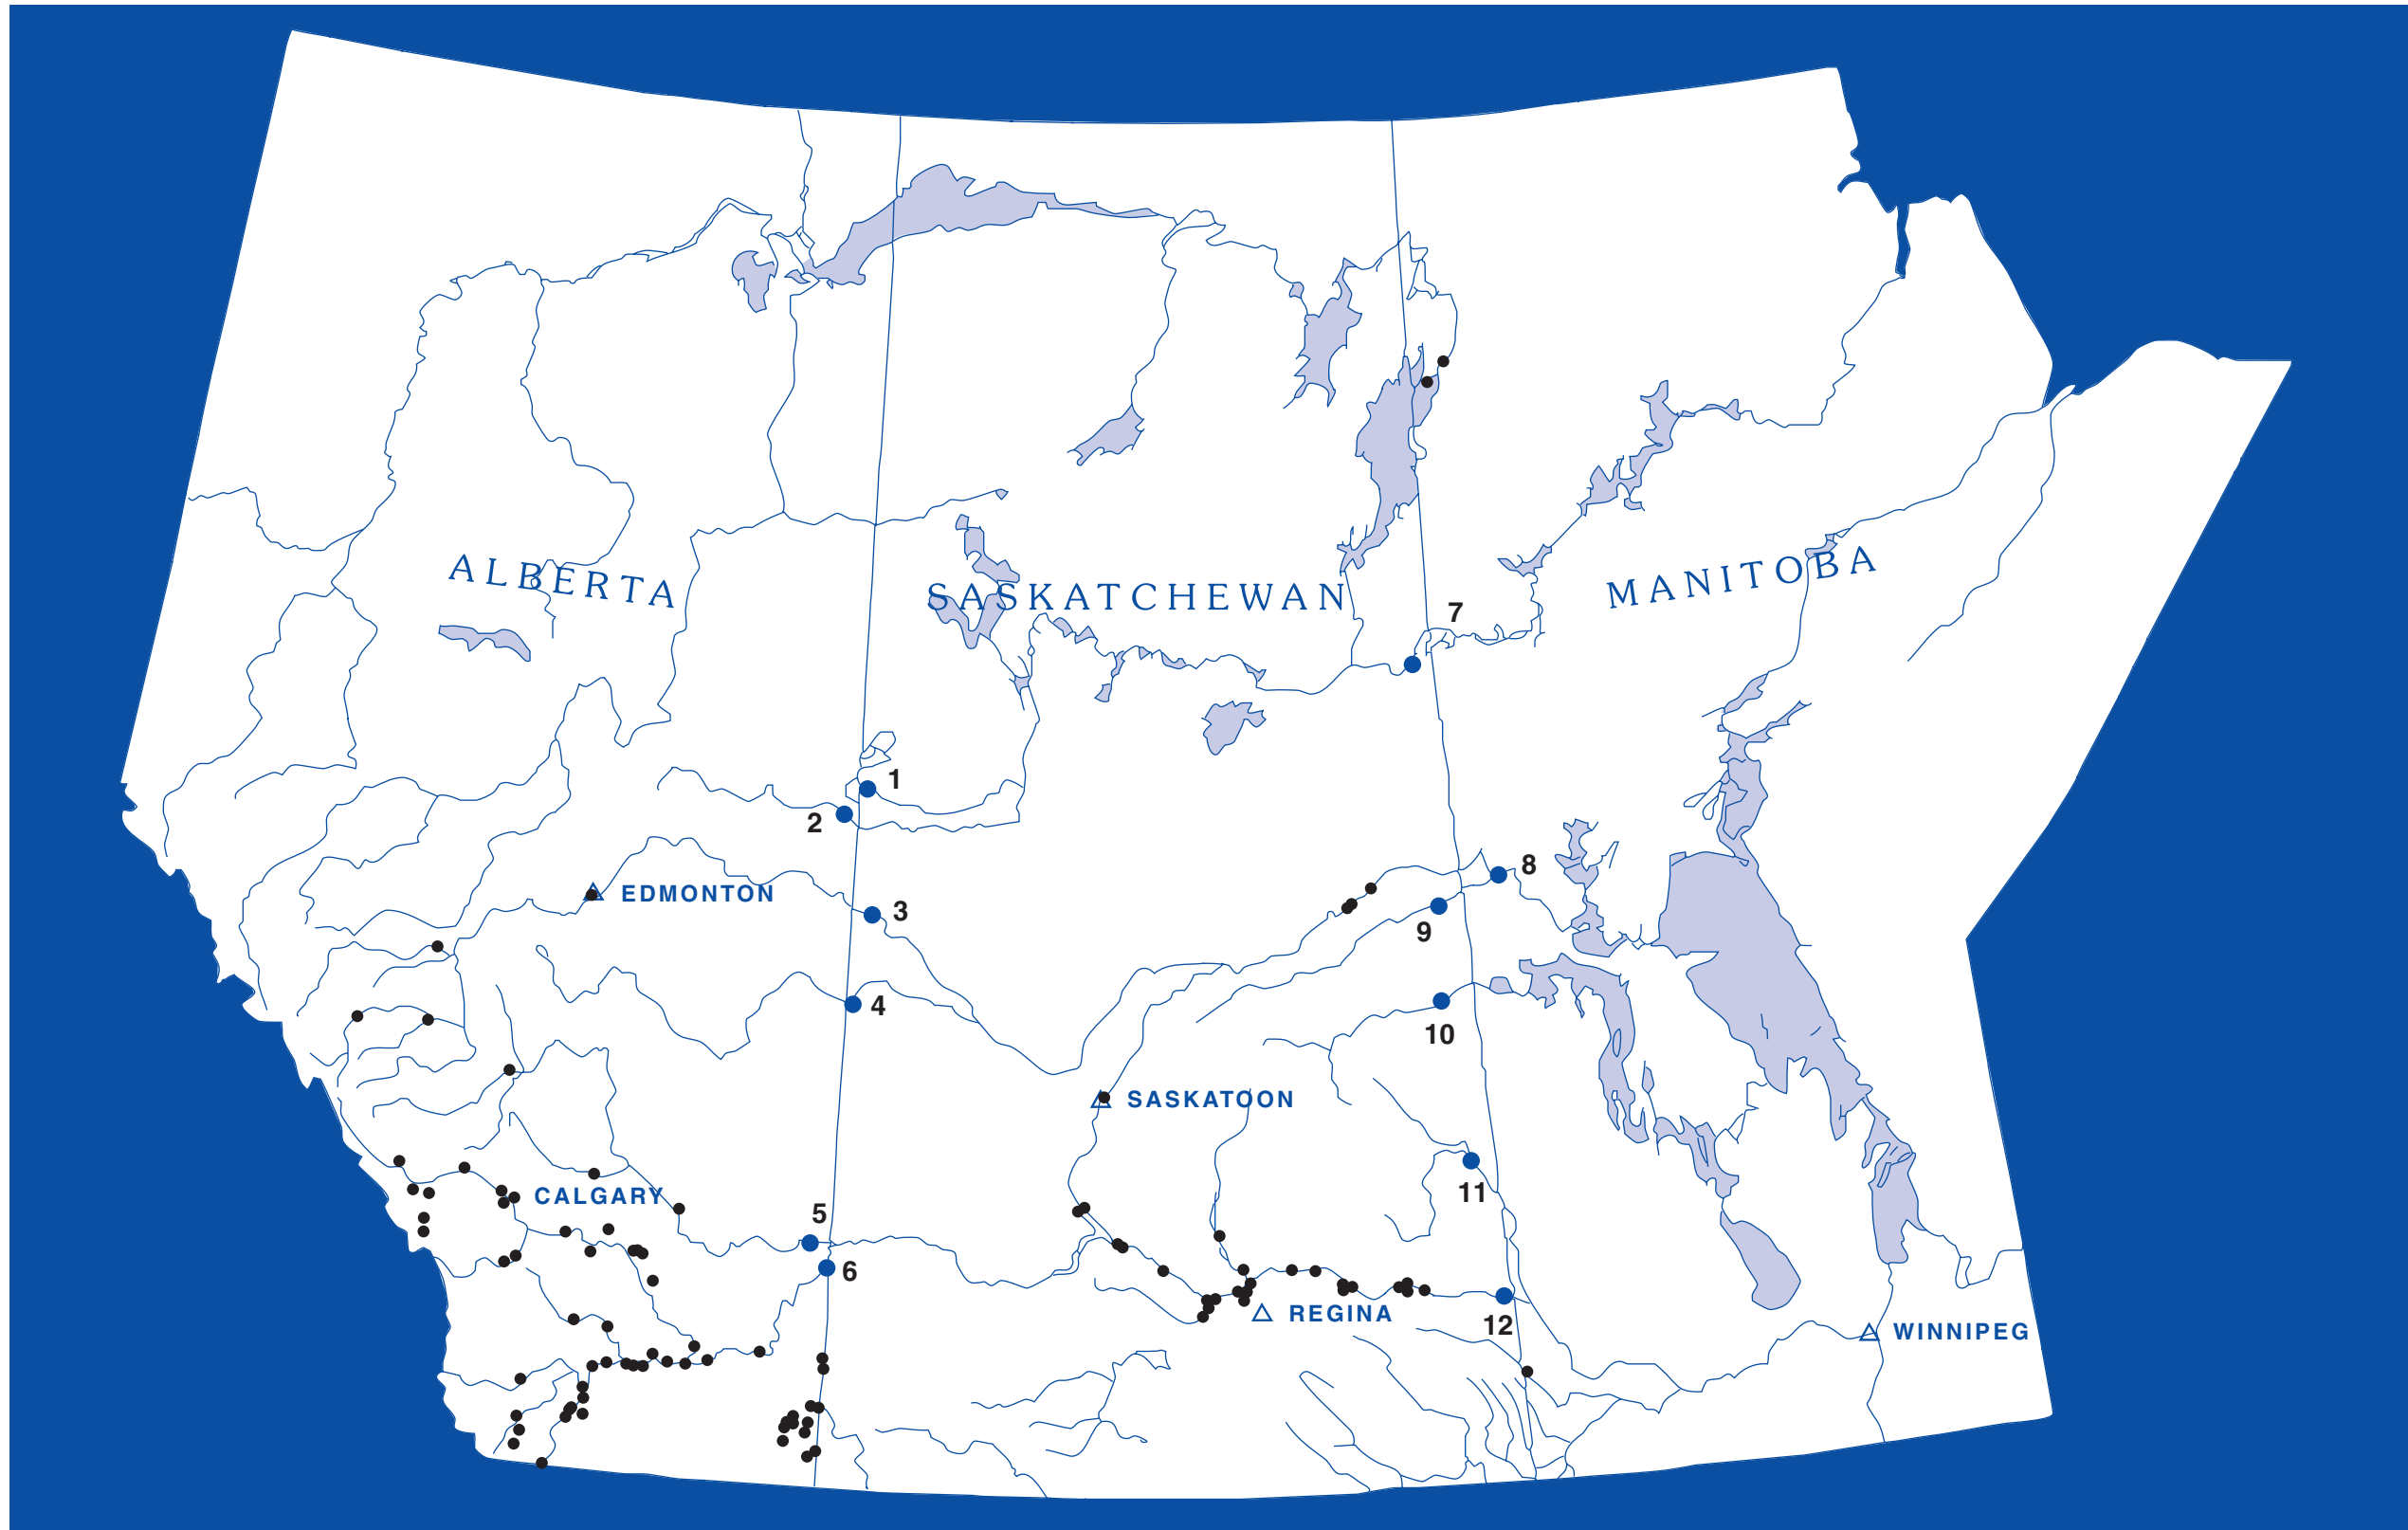 ALBERTA
SASKATCHEWAN
MANITOBA
7
1
2
8
EDMONTON
3
9
4
10
SASKATOON
11
CALGARY
5
6
REGINA
12
WINNIPEG